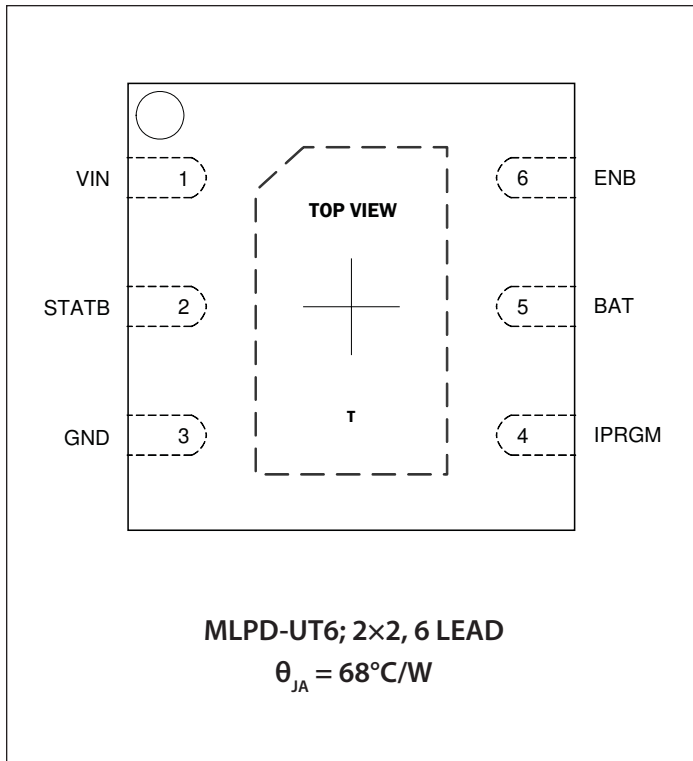 VIN 1
6 ENB
TOP VIEW
STATB 2
5 BAT
GND 3
T
4 IPRGM
MLPD-UT6; 2×2, 6 LEAD
θJA = 68°C/W